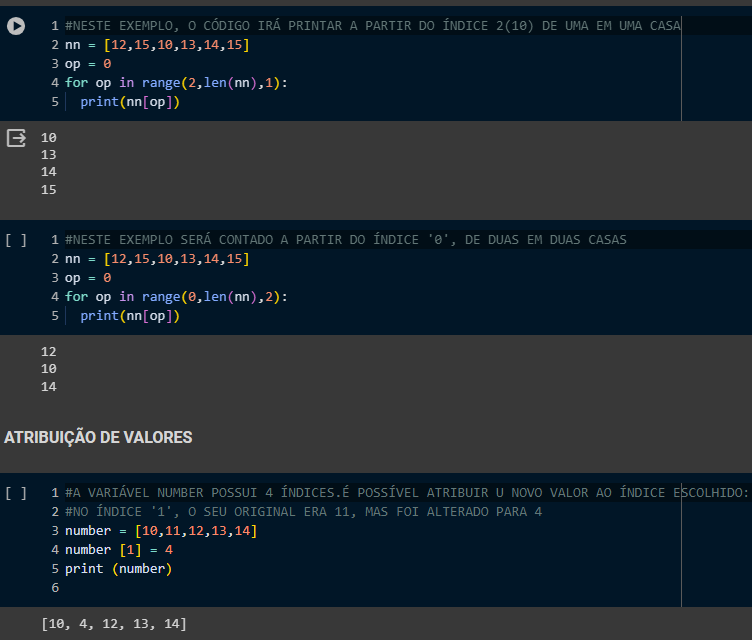 1 #NESTE EXEMPLO, O CÓDIGO IRÁ PRINTAR A PARTIR DO ÍNDICE 2(10) DE UMA EM UMA CASA
2 nn = [12,15,10,13,14,15]
3 op = 0
4 for op in range(2,len(nn),1):
5   print(nn[op])
10
13
14
15
[ ] 1 #NESTE EXEMPLO SERÁ CONTADO A PARTIR DO ÍNDICE '0', DE DUAS EM DUAS CASAS
2 nn = [12,15,10,13,14,15]
3 op = 0
4 for op in range(0,len(nn),2):
5   print(nn[op])
12
10
14
ATRIBUIÇÃO DE VALORES
[ ] 1 #A VARIÁVEL NUMBER POSSUI 4 ÍNDICES.É POSSÍVEL ATRIBUIR U NOVO VALOR AO ÍNDICE ESCOLHIDO:
2 #NO ÍNDICE '1', O SEU ORIGINAL ERA 11, MAS FOI ALTERADO PARA 4
3 number = [10,11,12,13,14]
4 number [1] = 4
5 print (number)
6
[10, 4, 12, 13, 14]